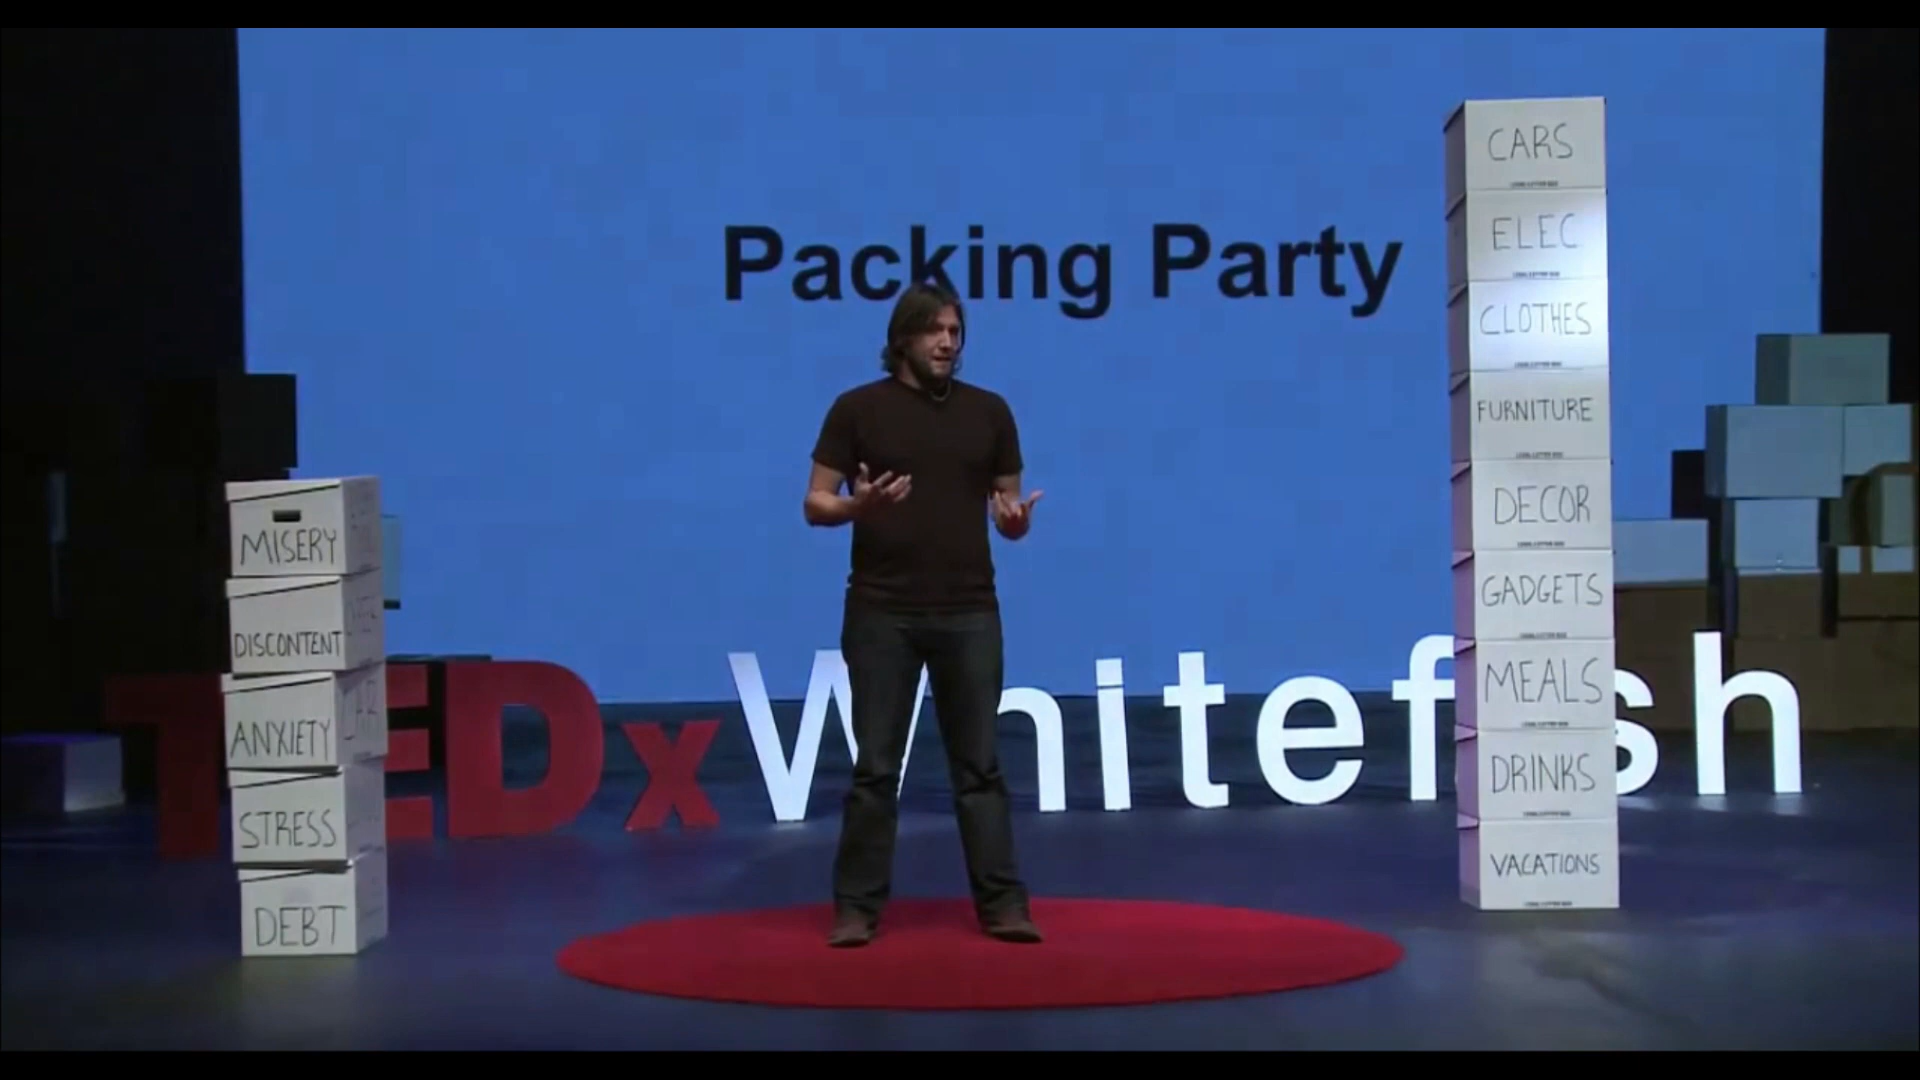 Packing Party
CARS
ELEC
CLOTHES
FURNITURE
DECOR
GADGETS
MEALS
DRINKS
VACATIONS
MISERY
DISCONTENT
ANXIETY
STRESS
DEBT
TEDxWhitefish